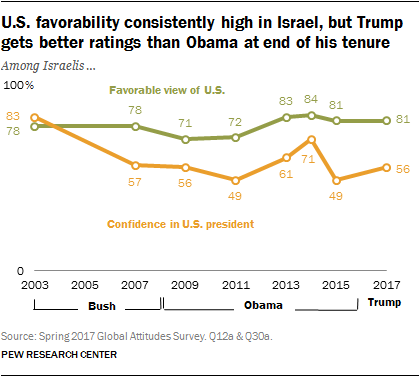 U.S. favorability consistently high in Israel, but Trump
gets better ratings than Obama at end of his tenure
Among Israelis ...
100%
Favorable view of U.S.
83
78
78
71
72
83
84
81
81
57
56
49
61
71
49
56
Confidence in U.S. president
0
2003 2005 2007 2009 2011 2013 2015 2017
Bush Obama Trump
Source: Spring 2017 Global Attitudes Survey. Q12a & Q30a.
PEW RESEARCH CENTER